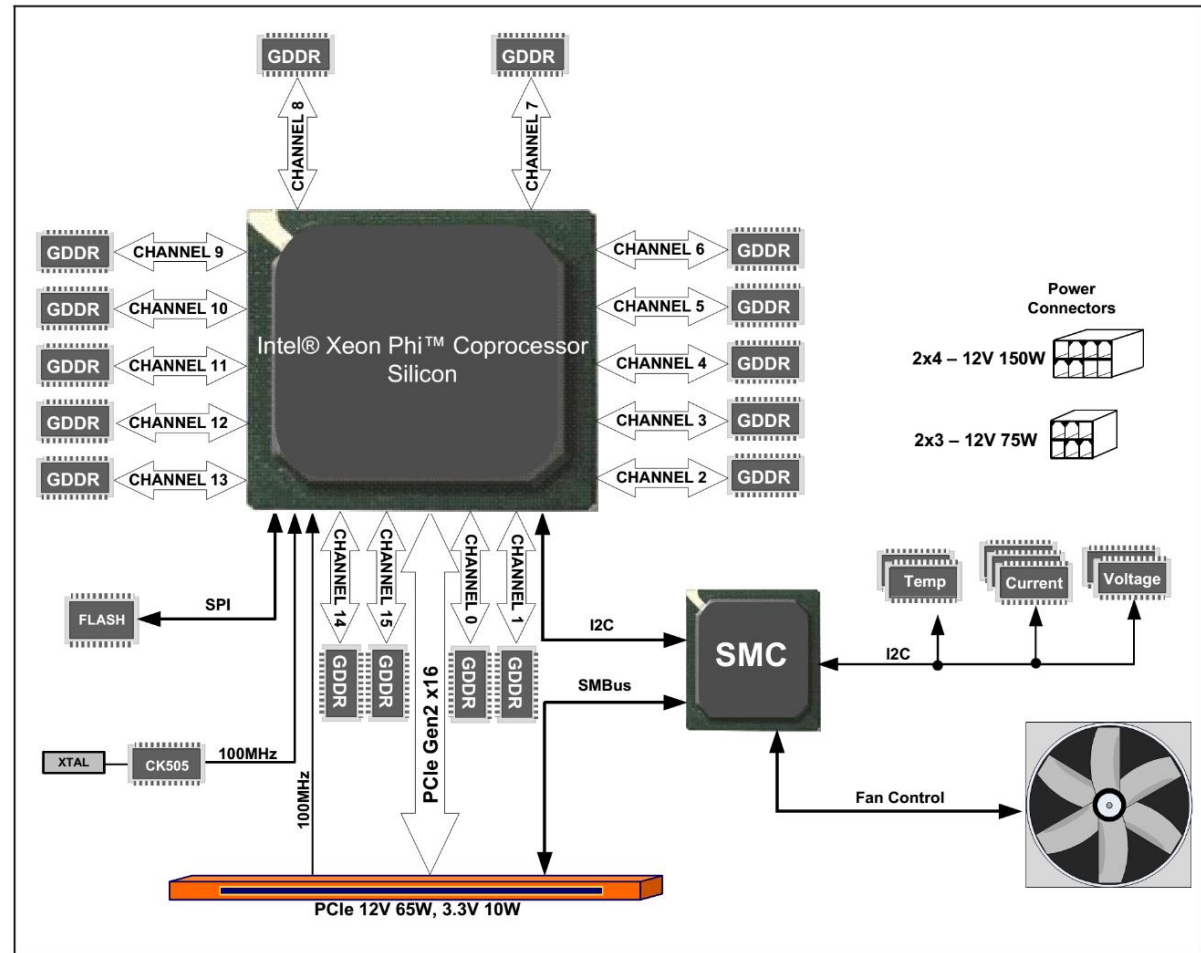 GDDR
GDDR
CHANNEL 8
CHANNEL 7
GDDR
CHANNEL 9
CHANNEL 6
GDDR
GDDR
CHANNEL 10
CHANNEL 5
GDDR
GDDR
CHANNEL 11
CHANNEL 4
GDDR
GDDR
CHANNEL 12
CHANNEL 3
GDDR
GDDR
CHANNEL 13
CHANNEL 2
GDDR
Intel® Xeon Phi™ Coprocessor
Silicon
Power
Connectors
2x4 – 12V 150W
2x3 – 12V 75W
CHANNEL 14
CHANNEL 15
PCIe Gen2 x16
CHANNEL 0
CHANNEL 1
GDDR
GDDR
GDDR
GDDR
FLASH
SPI
I2C
SMBus
SMC
I2C
Temp
Current
Voltage
XTAL
CK505
100MHz
100MHz
Fan Control
PCIe 12V 65W, 3.3V 10W